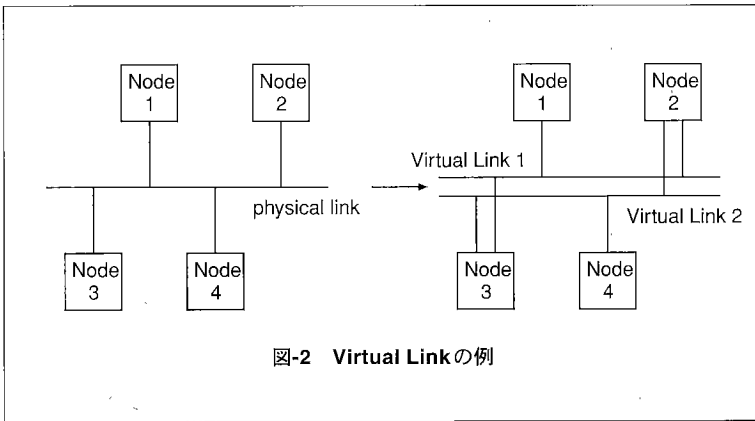 Node
1
Node
2
physical link
Node
3
Node
4
Node
1
Node
2
Virtual Link 1
Virtual Link 2
Node
3
Node
4
図-2 Virtual Linkの例